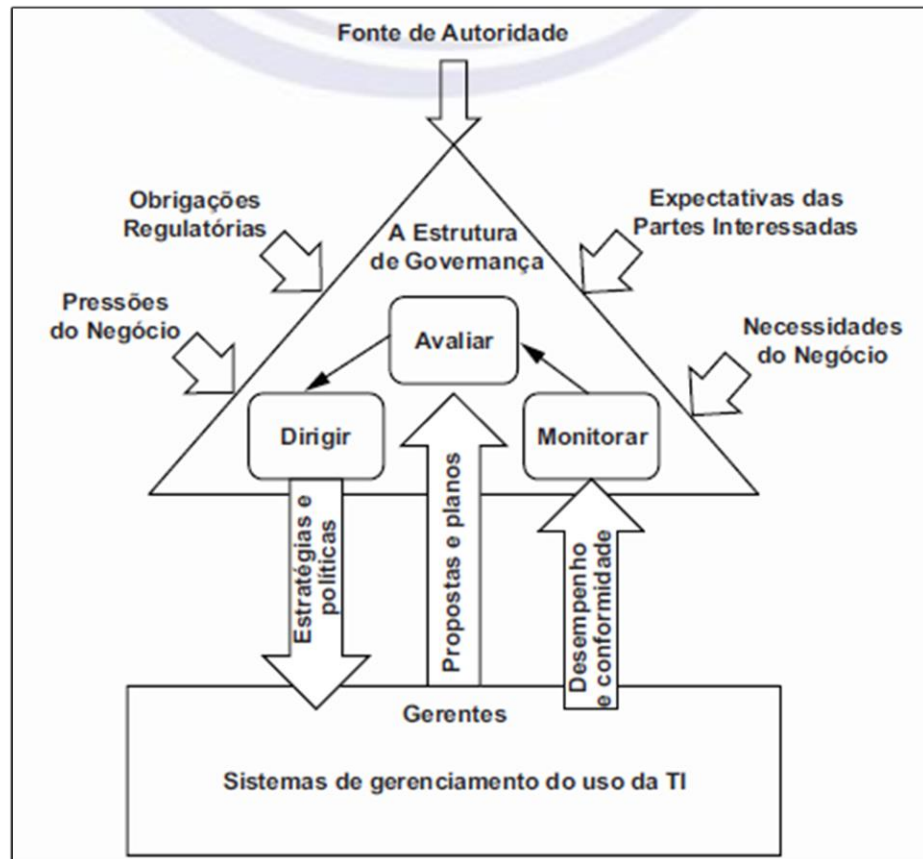 Fonte de Autoridade
Obrigações
Regulatórias
Expectativas das
Partes Interessadas
A Estrutura
de Governança
Pressões
do Negócio
Necessidades
do Negócio
Avaliar
Dirigir
Monitorar
Estratégias e
políticas
Propostas e planos
Desempenho
e conformidade
Gerentes
Sistemas de gerenciamento do uso da TI